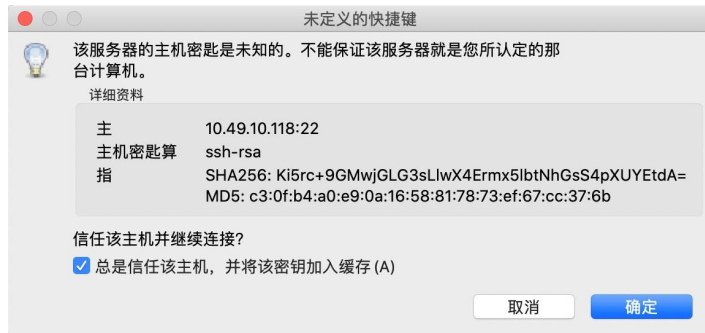 未定义的快捷键
该服务器的主机密匙是未知的。不能保证该服务器就是您所认定的那
台计算机。
详细资料
主 10.49.10.118:22
主机密匙算 ssh-rsa
指 SHA256: Ki5rc+9GMwjGLG3sLlwX4Ermx5lbtNhGsS4pXUYEtdA=
MD5: c3:0f:b4:a0:e9:0a:16:58:81:78:73:ef:67:cc:37:6b
信任该主机并继续连接?
总是信任该主机，并将该密钥加入缓存(A)
取消 确定